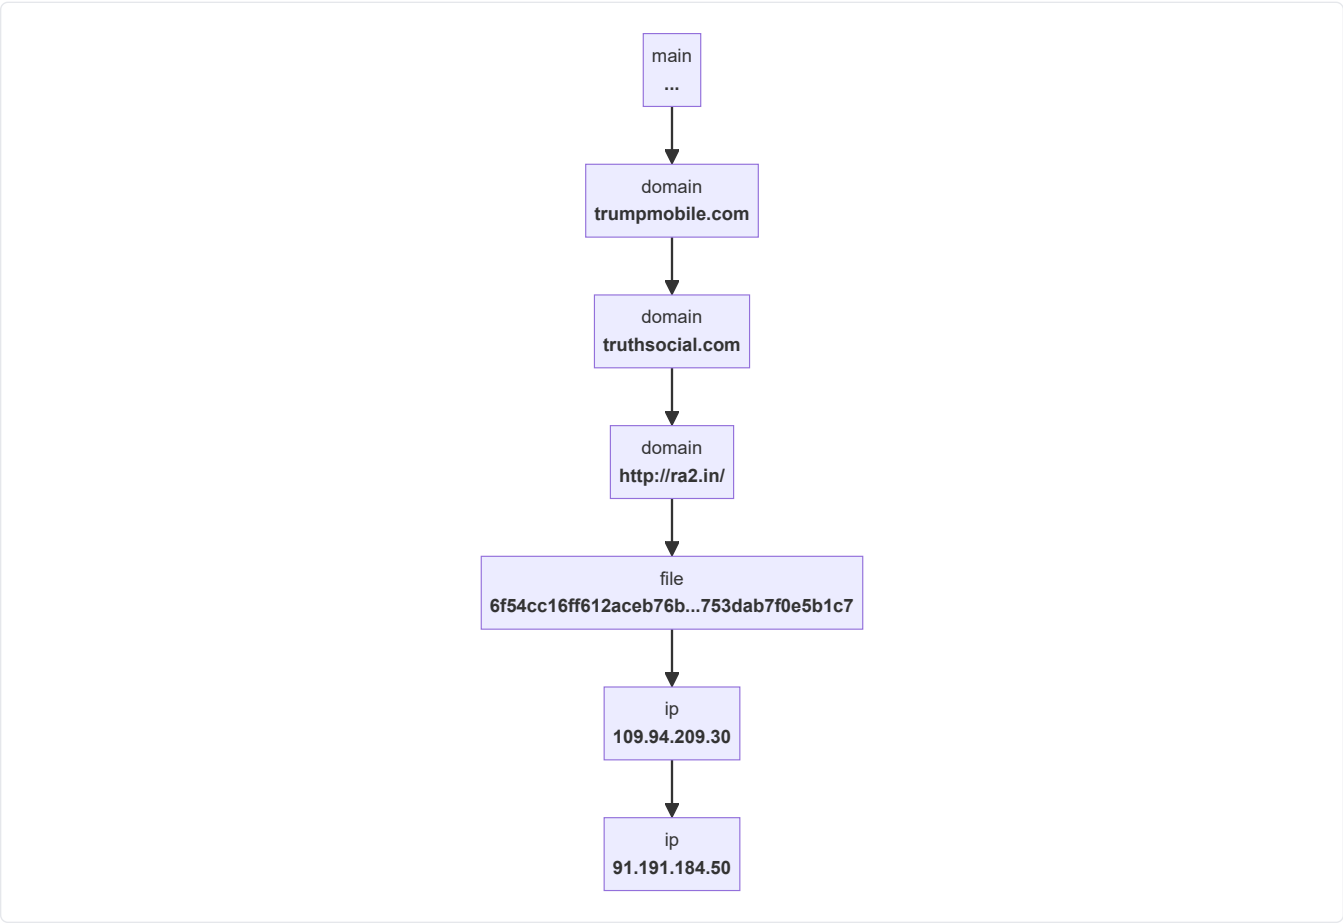 main
...
domain
trumpmobile.com
domain
truthsocial.com
domain
http://ra2.in/
file
6f54cc16ff612aceb76b...753dab7f0e5b1c7
ip
109.94.209.30
ip
91.191.184.50